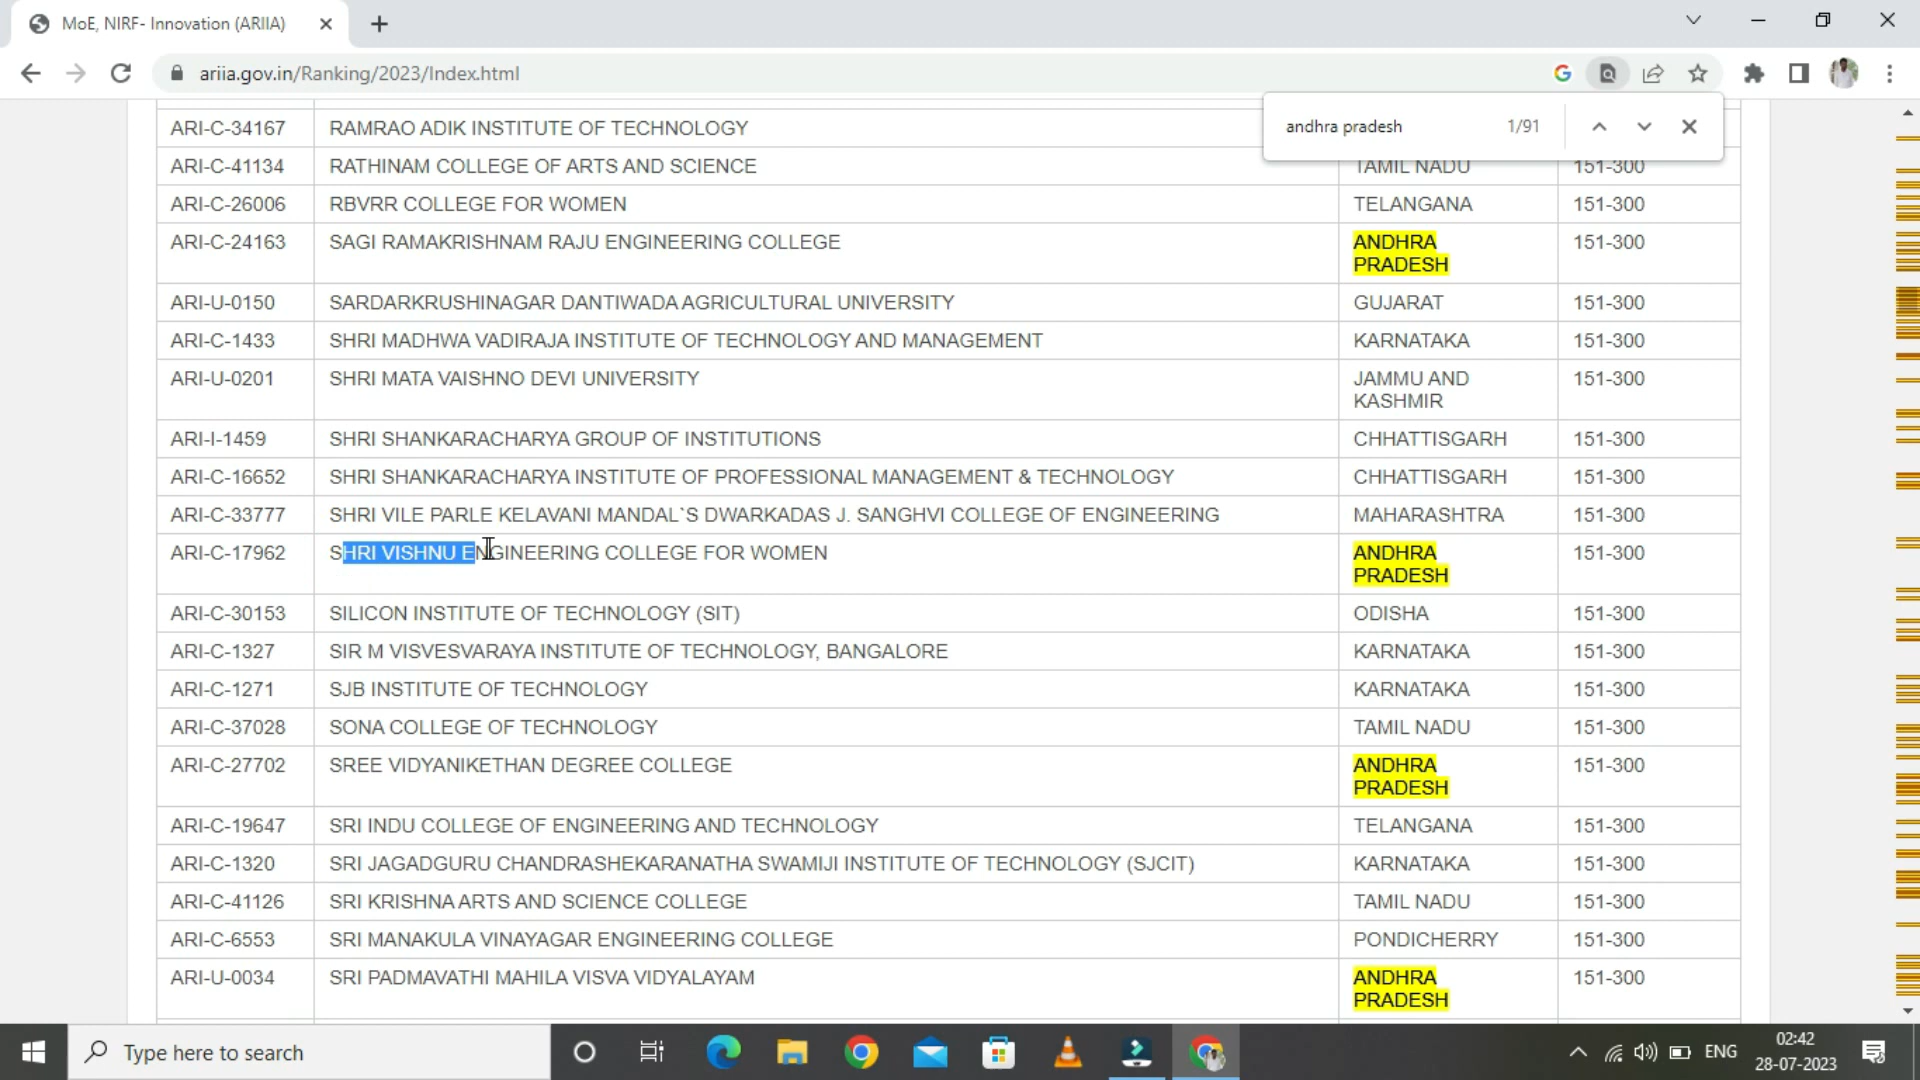 MoE, NIRF- Innovation (ARIIA)
ariia.gov.in/Ranking/2023/Index.html
andhra pradesh 1/91
ARI-C-34167 RAMRAO ADIK INSTITUTE OF TECHNOLOGY
ARI-C-41134 RATHINAM COLLEGE OF ARTS AND SCIENCE TAMIL NADU 151-300
ARI-C-26006 RBVRR COLLEGE FOR WOMEN TELANGANA 151-300
ARI-C-24163 SAGI RAMAKRISHNAM RAJU ENGINEERING COLLEGE ANDHRA 151-300
PRADESH
ARI-U-0150 SARDARKRUSHINAGAR DANTIWADA AGRICULTURAL UNIVERSITY GUJARAT 151-300
ARI-C-1433 SHRI MADHWA VADIRAJA INSTITUTE OF TECHNOLOGY AND MANAGEMENT KARNATAKA 151-300
ARI-U-0201 SHRI MATA VAISHNO DEVI UNIVERSITY JAMMU AND 151-300
KASHMIR
ARI-I-1459 SHRI SHANKARACHARYA GROUP OF INSTITUTIONS CHHATTISGARH 151-300
ARI-C-16652 SHRI SHANKARACHARYA INSTITUTE OF PROFESSIONAL MANAGEMENT & TECHNOLOGY CHHATTISGARH 151-300
ARI-C-33777 SHRI VILE PARLE KELAVANI MANDAL`S DWARKADAS J. SANGHVI COLLEGE OF ENGINEERING MAHARASHTRA 151-300
ARI-C-17962 SHRI VISHNU ENGINEERING COLLEGE FOR WOMEN ANDHRA 151-300
PRADESH
ARI-C-30153 SILICON INSTITUTE OF TECHNOLOGY (SIT) ODISHA 151-300
ARI-C-1327 SIR M VISVESVARAYA INSTITUTE OF TECHNOLOGY, BANGALORE KARNATAKA 151-300
ARI-C-1271 SJB INSTITUTE OF TECHNOLOGY KARNATAKA 151-300
ARI-C-37028 SONA COLLEGE OF TECHNOLOGY TAMIL NADU 151-300
ARI-C-27702 SREE VIDYANIKETHAN DEGREE COLLEGE ANDHRA 151-300
PRADESH
ARI-C-19647 SRI INDU COLLEGE OF ENGINEERING AND TECHNOLOGY TELANGANA 151-300
ARI-C-1320 SRI JAGADGURU CHANDRASHEKARANATHA SWAMIJI INSTITUTE OF TECHNOLOGY (SJCIT) KARNATAKA 151-300
ARI-C-41126 SRI KRISHNA ARTS AND SCIENCE COLLEGE TAMIL NADU 151-300
ARI-C-6553 SRI MANAKULA VINAYAGAR ENGINEERING COLLEGE PONDICHERRY 151-300
ARI-U-0034 SRI PADMAVATHI MAHILA VISVA VIDYALAYAM ANDHRA 151-300
PRADESH
Type here to search
ENG
02:42
28-07-2023